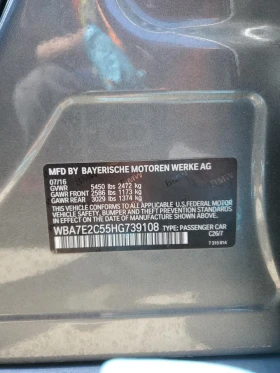 MFD BY BAYERISCHE MOTOREN WERKE AG
07/16
GVWR 5450 lbs 2472 kg
GAWR FRONT 2586 lbs 1173 kg
GAWR REAR 3029 lbs 1374 kg
THIS VEHICLE CONFORMS TO ALL APPLICABLE
U.S. FEDERAL MOTOR VEHICLE SAFETY, BUMPER,
AND THEFT PREVENTION STANDARDS
IN EFFECT ON THE DATE OF
MANUFACTURE SHOWN ABOVE.
WBA7E2C55HG739108
TYPE: PASSENGER CAR
C26/T